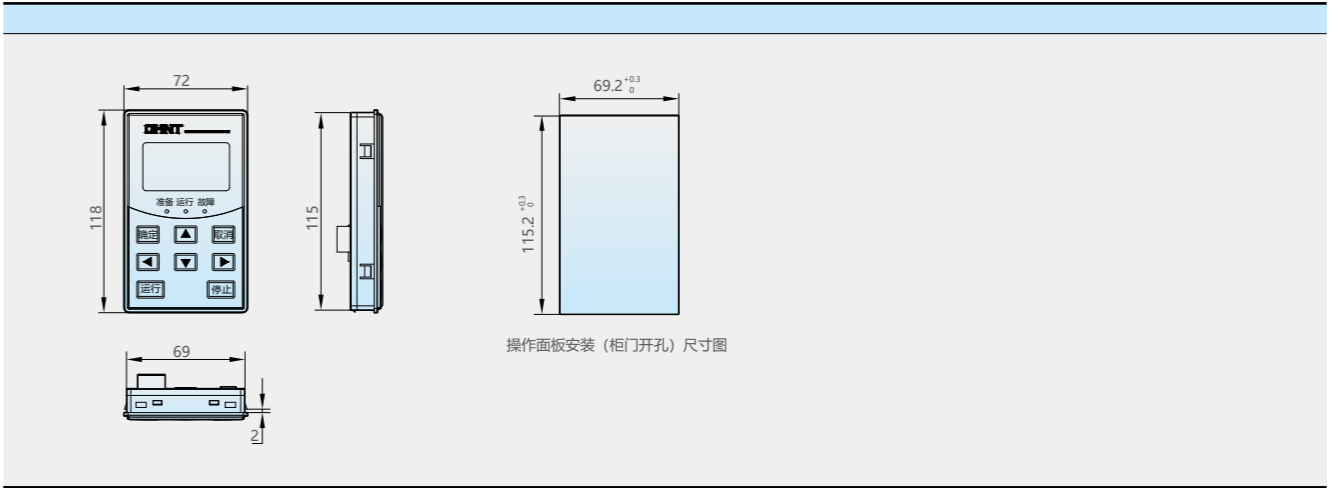 72
CHNT
准备 运行 故障
确定
取消
运行
停止
118
115
69.2 +0.3 0
115.2 +0.3 0
操作面板安装（柜门开孔）尺寸图
69
2